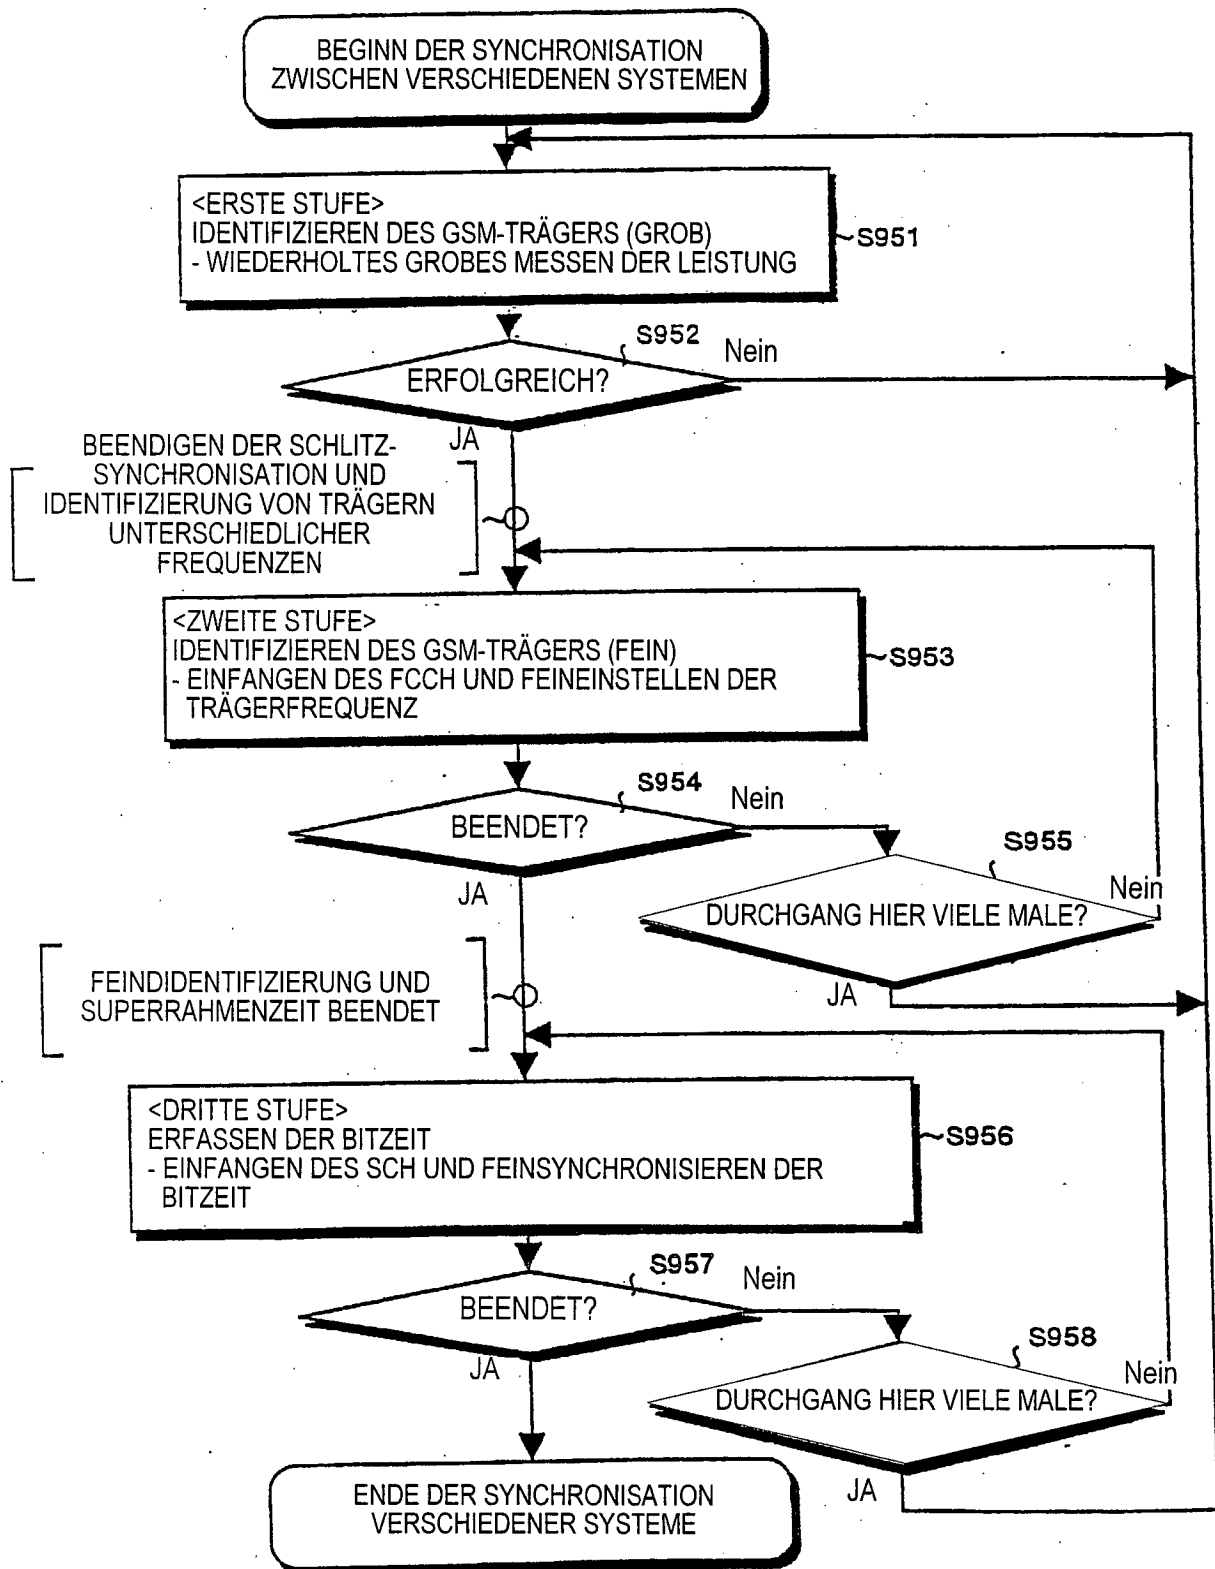 BEGINN DER SYNCHRONISATION
ZWISCHEN VERSCHIEDENEN SYSTEMEN
<ERSTE STUFE>
IDENTIFIZIEREN DES GSM-TRÄGERS (GROB)
- WIEDERHOLTES GROBES MESSEN DER LEISTUNG
S951
S952
Nein
ERFOLGREICH?
JA
BEENDIGEN DER SCHLITZ-
SYNCHRONISATION UND
IDENTIFIZIERUNG VON TRÄGERN
UNTERSCHIEDLICHER
FREQUENZEN
<ZWEITE STUFE>
IDENTIFIZIEREN DES GSM-TRÄGERS (FEIN)
- EINFANGEN DES FCCH UND FEINEINSTELLEN DER
TRÄGERFREQUENZ
S953
S954
Nein
BEENDET?
JA
S955
Nein
DURCHGANG HIER VIELE MALE?
JA
FEINDIDENTIFIZIERUNG UND
SUPERRAHMENZEIT BEENDET
<DRITTE STUFE>
ERFASSEN DER BITZEIT
- EINFANGEN DES SCH UND FEINSYNCHRONISIEREN DER
BITZEIT
S956
S957
Nein
BEENDET?
JA
S958
Nein
DURCHGANG HIER VIELE MALE?
JA
ENDE DER SYNCHRONISATION
VERSCHIEDENER SYSTEME